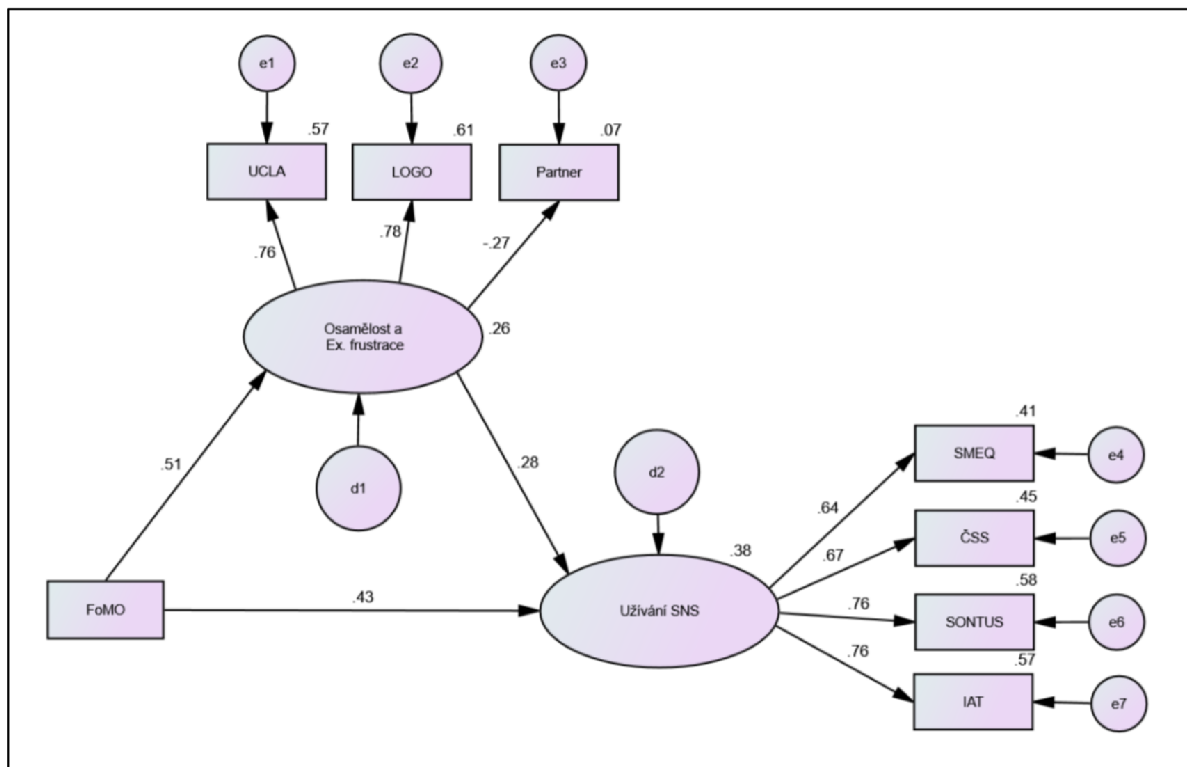 e1
e2
e3
.57
.61
.07
UCLA
LOGO
Partner
.76
.78
-.27
Osamělost a
Ex. frustrace
.26
.51
d1
.28
d2
.38
FoMO
.43
Užívání SNS
.64
.67
.76
.76
.41
SMEQ
e4
.45
ČSS
e5
.58
SONTUS
e6
.57
IAT
e7